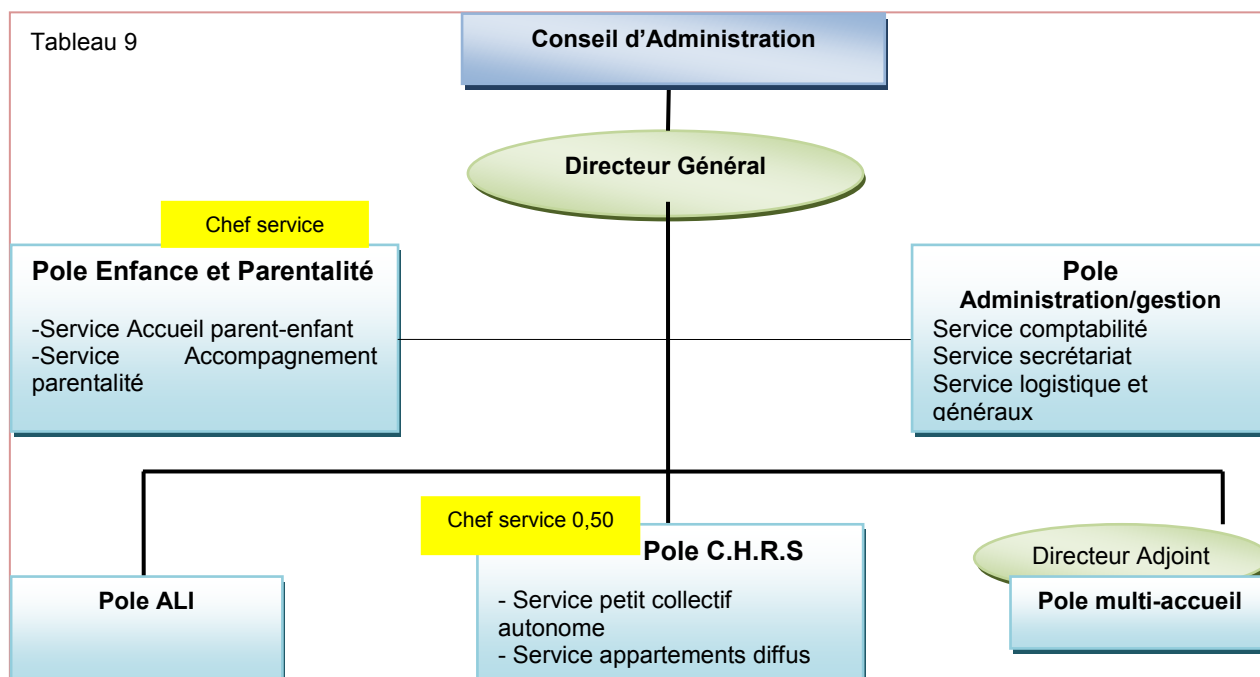 Tableau 9
Conseil d’Administration
Directeur Général
Chef service
Pole Enfance et Parentalité
-Service Accueil parent-enfant
-Service Accompagnement
parentalité
Pole
Administration/gestion
Service comptabilité
Service secrétariat
Service logistique et
généraux
Chef service 0,50
Pole C.H.R.S
- Service petit collectif
autonome
- Service appartements diffus
Directeur Adjoint
Pole ALI
Pole multi-accueil